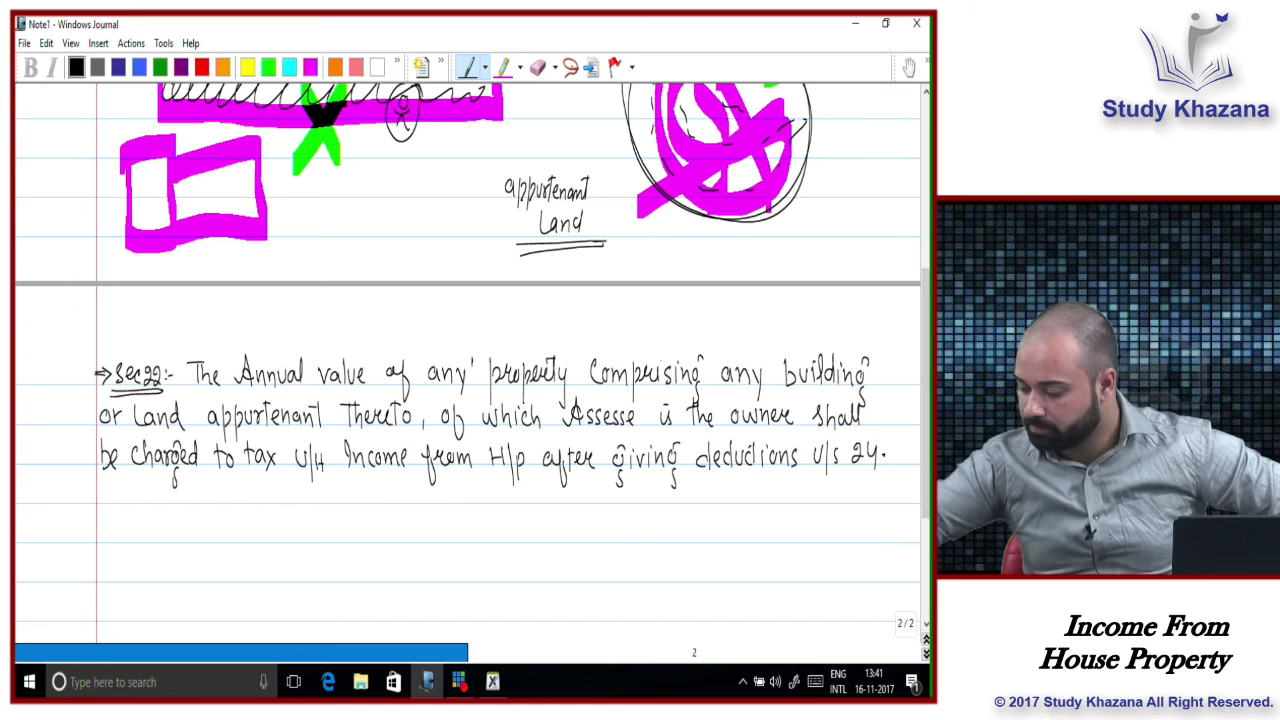 Note1 - Windows Journal
File Edit View Insert Actions Tools Help
Study Khazana
appurtenant
Land
⇒ Sec 22:- The Annual value of any property comprising any building
or Land appurtenant Thereto, of which Assesse is the owner shall
be charged to tax U/H Income from H/p after giving deductions U/s 24.
2 / 2
2
Type here to search
ENG
INTL
13:41
16-11-2017
1
Income From
House Property
© 2017 Study Khazana All Right Reserved.